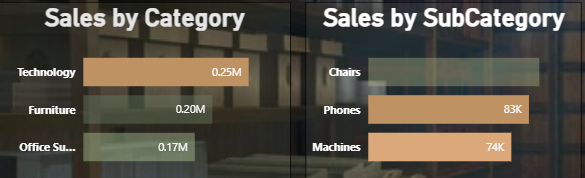 Sales by Category
Technology 0.25M
Furniture 0.20M
Office Su... 0.17M
Sales by SubCategory
Chairs
Phones 83K
Machines 74K